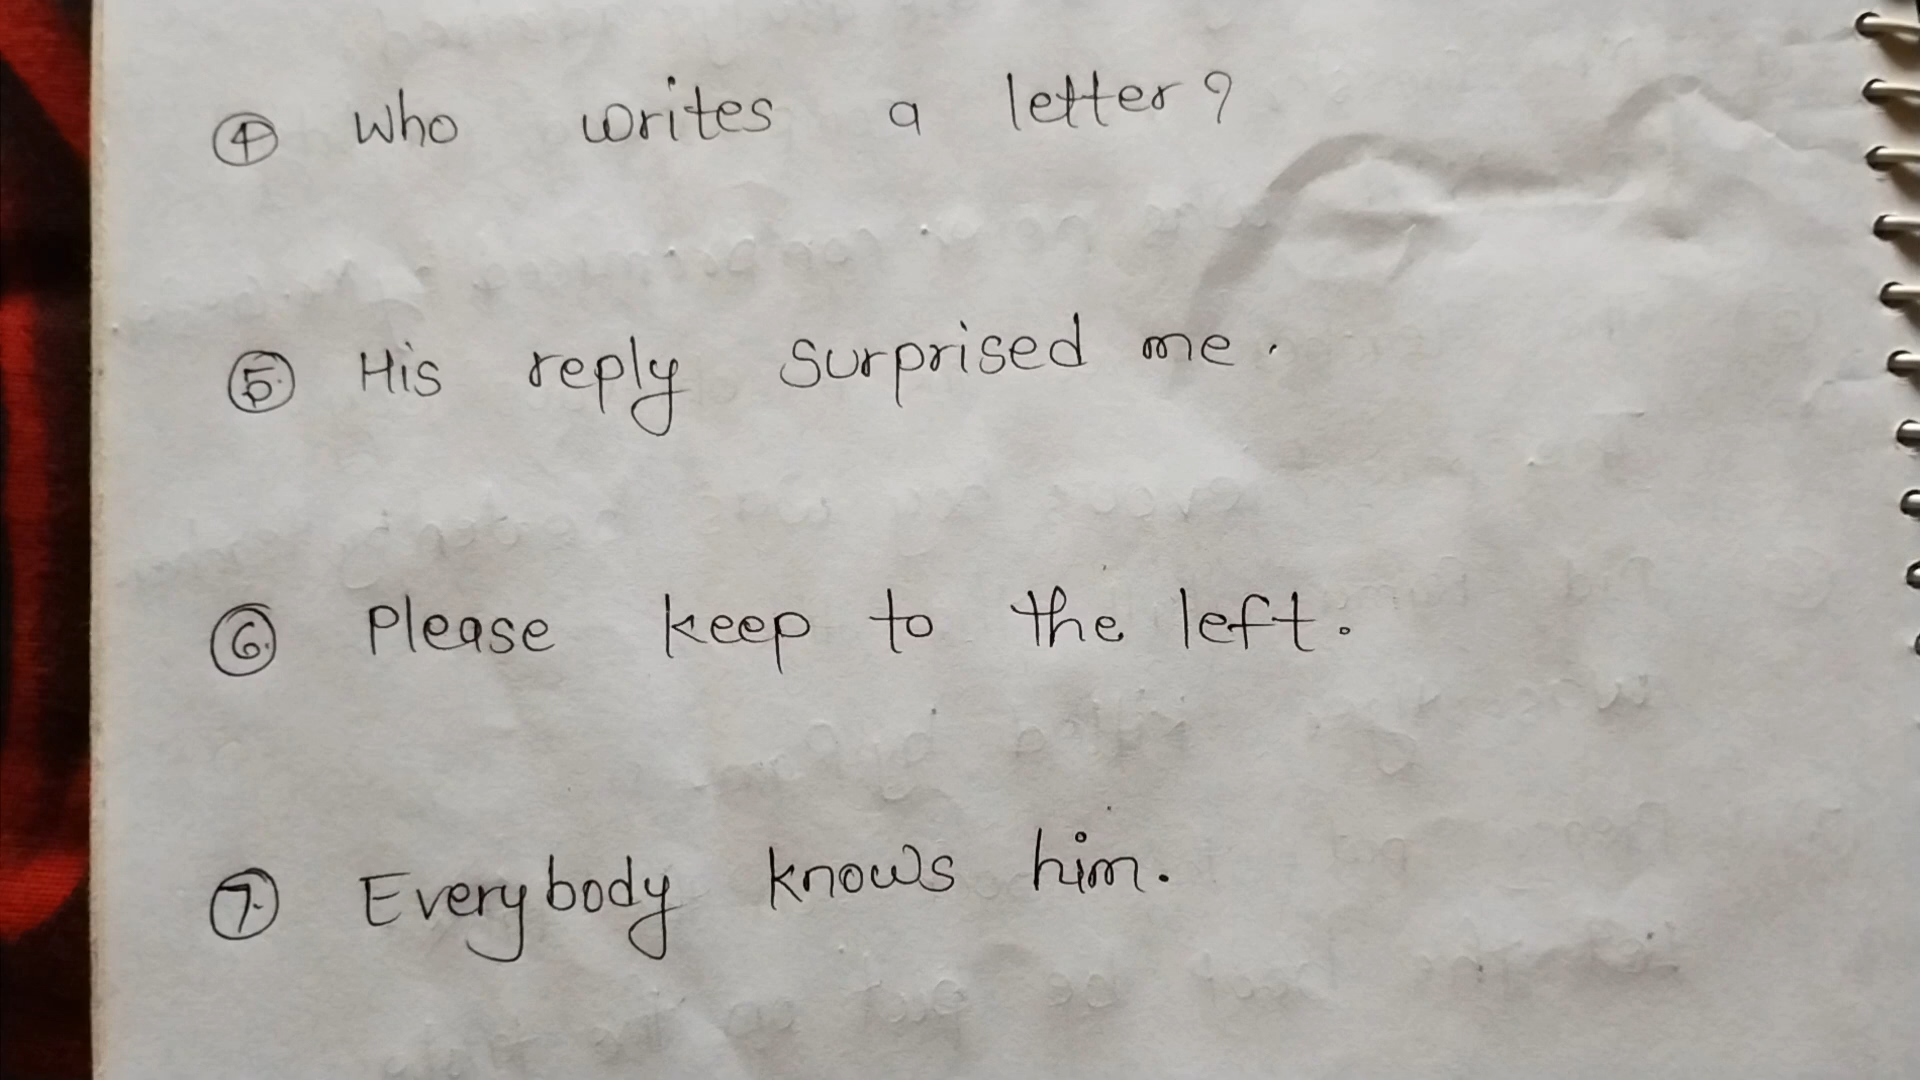 ④ Who writes a letter?
⑤ His reply surprised me.
⑥ Please keep to the left.
⑦ Everybody knows him.